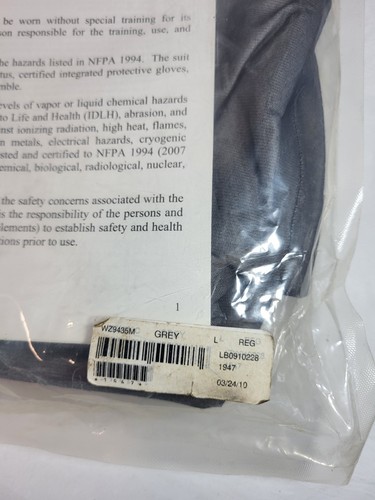 be worn without special training for its
son responsible for the training, use, and
he hazards listed in NFPA 1994. The suit
tus, certified integrated protective gloves,
mble.
evels of vapor or liquid chemical hazards
to Life and Health (IDLH), abrasion, and
nst ionizing radiation, high heat, flames,
n metals, electrical hazards, cryogenic
sted and certified to NFPA 1994 (2007
emical, biological, radiological, nuclear,
the safety concerns associated with the
is the responsibility of the persons and
lements) to establish safety and health
ions prior to use.
1
WZ9435M GREY L REG
LB0910228
1947
03/24/10